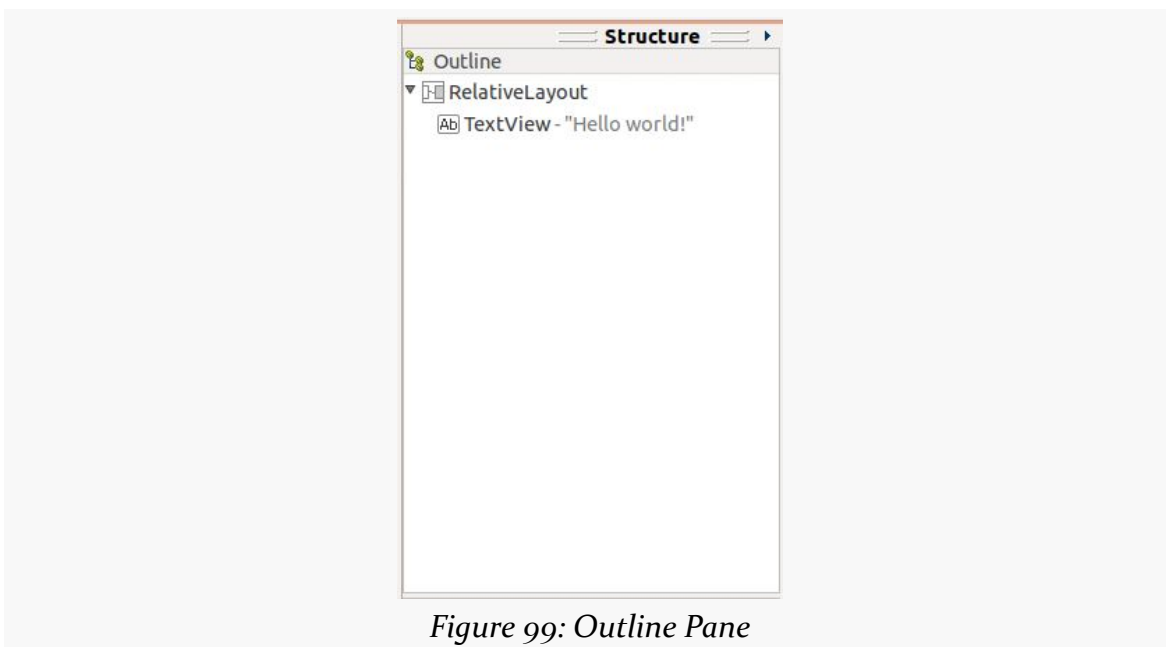 Structure
Outline
RelativeLayout
Ab TextView - "Hello world!"
Figure 99: Outline Pane